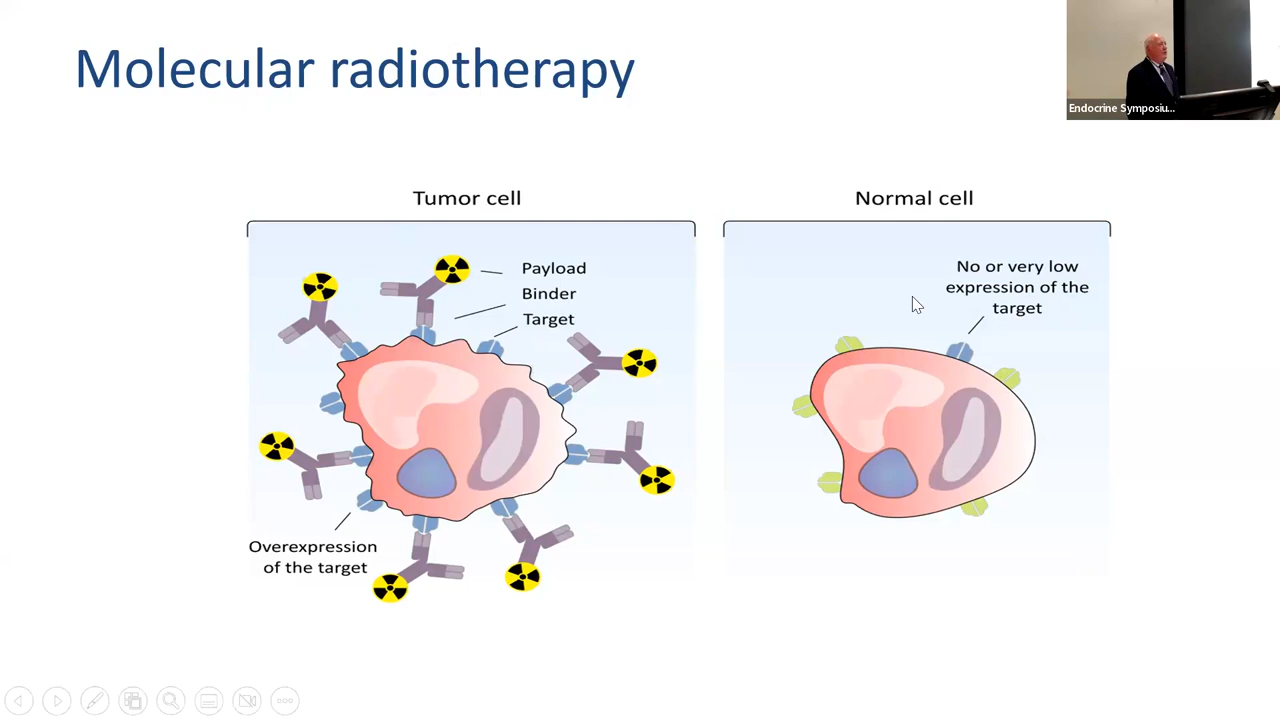 Molecular radiotherapy
Endocrine Symposiu...
Tumor cell
Payload
Binder
Target
Overexpression
of the target
Normal cell
No or very low
expression of the
target